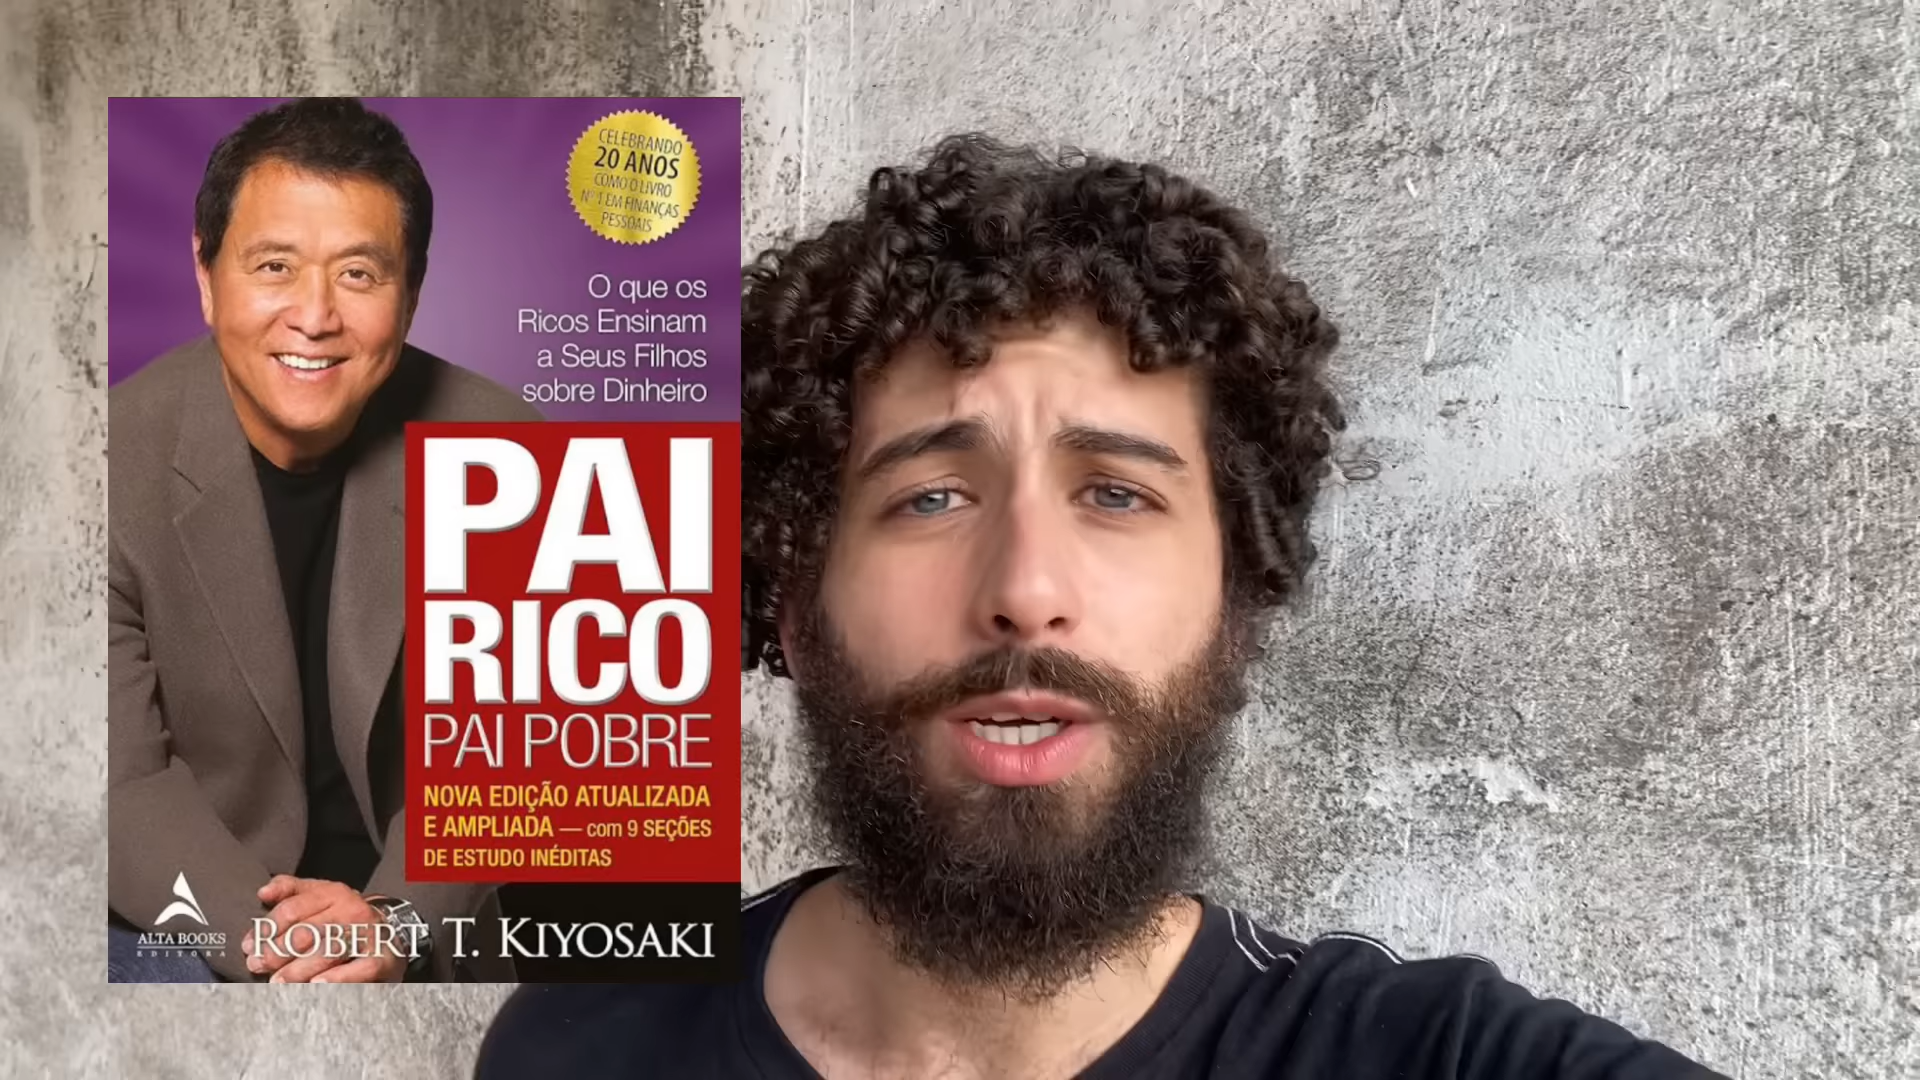 CELEBRANDO
20 ANOS
COMO O LIVRO
Nº 1 EM FINANÇAS
PESSOAIS
O que os
Ricos Ensinam
a Seus Filhos
sobre Dinheiro
PAI
RICO
PAI POBRE
NOVA EDIÇÃO ATUALIZADA
E AMPLIADA — com 9 SEÇÕES
DE ESTUDO INÉDITAS
ALTA BOOKS
EDITORA
ROBERT T. KIYOSAKI